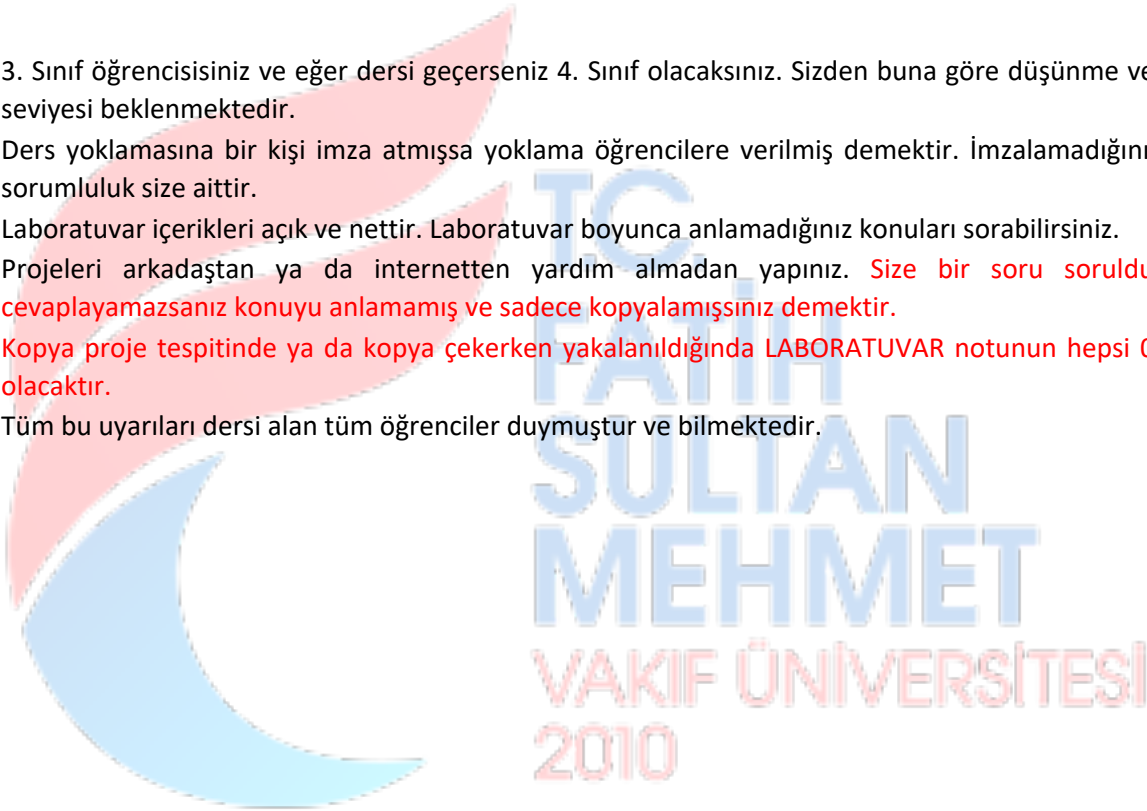 3. Sınıf öğrencisisiniz ve eğer dersi geçerseniz 4. Sınıf olacaksınız. Sizden buna göre düşünme ve
seviyesi beklenmektedir.
Ders yoklamasına bir kişi imza atmışsa yoklama öğrencilere verilmiş demektir. İmzalamadığını
sorumluluk size aittir.
Laboratuvar içerikleri açık ve nettir. Laboratuvar boyunca anlamadığınız konuları sorabilirsiniz.
Projeleri arkadaştan ya da internetten yardım almadan yapınız. Size bir soru soruldu
cevaplayamazsanız konuyu anlamamış ve sadece kopyalamışsınız demektir.
Kopya proje tespitinde ya da kopya çekerken yakalanıldığında LABORATUVAR notunun hepsi 0
olacaktır.
Tüm bu uyarıları dersi alan tüm öğrenciler duymuştur ve bilmektedir.
T.C.
FATİH
SULTAN
MEHMET
VAKIF ÜNİVERSİTESİ
2010